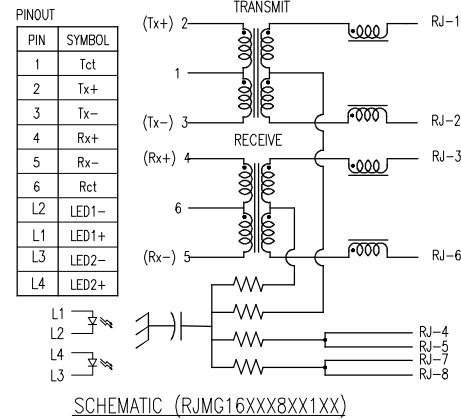 PINOUT
PIN SYMBOL
1 Tct
2 Tx+
3 Tx-
4 Rx+
5 Rx-
6 Rct
L2 LED1-
L1 LED1+
L3 LED2-
L4 LED2+
TRANSMIT
(Tx+) 2
RJ-1
1
(Tx-) 3
RJ-2
RECEIVE
(Rx+) 4
RJ-3
6
(Rx-) 5
RJ-6
L1
L2
L4
L3
RJ-4
RJ-5
RJ-7
RJ-8
SCHEMATIC (RJMG16XXX8XX1XX)